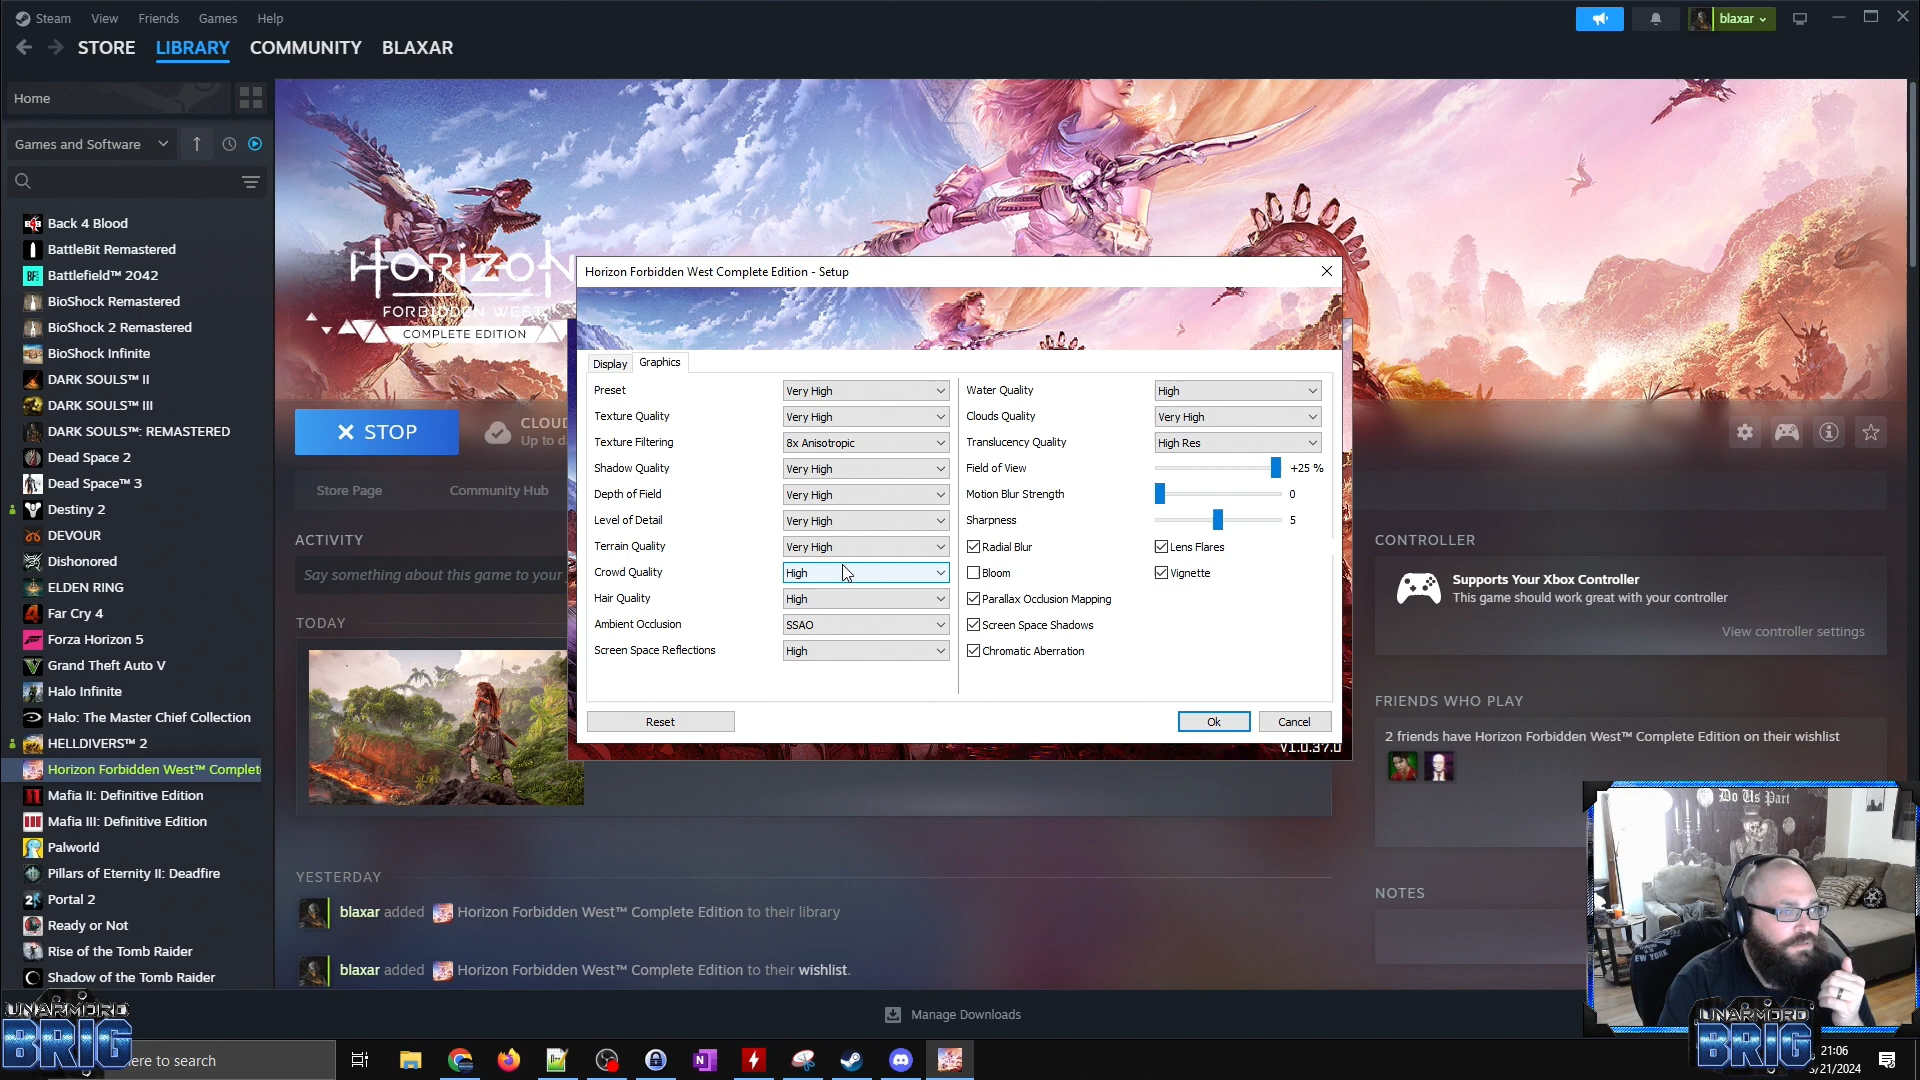 Steam View Friends Games Help blaxar
STORE LIBRARY COMMUNITY BLAXAR
Home
Games and Software
Back 4 Blood
BattleBit Remastered
Battlefield™ 2042
BioShock Remastered
BioShock 2 Remastered
BioShock Infinite
DARK SOULS™ II
DARK SOULS™ III
DARK SOULS™: REMASTERED
Dead Space 2
Dead Space™ 3
Destiny 2
DEVOUR
Dishonored
ELDEN RING
Far Cry 4
Forza Horizon 5
Grand Theft Auto V
Halo Infinite
Halo: The Master Chief Collection
HELLDIVERS™ 2
Horizon Forbidden West™ Complet
Mafia II: Definitive Edition
Mafia III: Definitive Edition
Palworld
Pillars of Eternity II: Deadfire
Portal 2
Ready or Not
Rise of the Tomb Raider
Shadow of the Tomb Raider
HORIZON
FORBIDDEN WEST
COMPLETE EDITION
STOP
CLOUD
Up to d
Store Page Community Hub
ACTIVITY
Say something about this game to your
TODAY
YESTERDAY
blaxar added Horizon Forbidden West™ Complete Edition to their library
blaxar added Horizon Forbidden West™ Complete Edition to their wishlist.
Horizon Forbidden West Complete Edition - Setup
Display Graphics
Preset Very High
Texture Quality Very High
Texture Filtering 8x Anisotropic
Shadow Quality Very High
Depth of Field Very High
Level of Detail Very High
Terrain Quality Very High
Crowd Quality High
Hair Quality High
Ambient Occlusion SSAO
Screen Space Reflections High
Water Quality High
Clouds Quality Very High
Translucency Quality High Res
Field of View +25 %
Motion Blur Strength 0
Sharpness 5
Radial Blur Lens Flares
Bloom Vignette
Parallax Occlusion Mapping
Screen Space Shadows
Chromatic Aberration
Reset Ok Cancel
v1.0.37.0
CONTROLLER
Supports Your Xbox Controller
This game should work great with your controller
View controller settings
FRIENDS WHO PLAY
2 friends have Horizon Forbidden West™ Complete Edition on their wishlist
NOTES
Do Us Part
NEW YORK
Manage Downloads
UNARMORD
BRIG
here to search
UNARMORD
BRIG
21:06
/21/2024